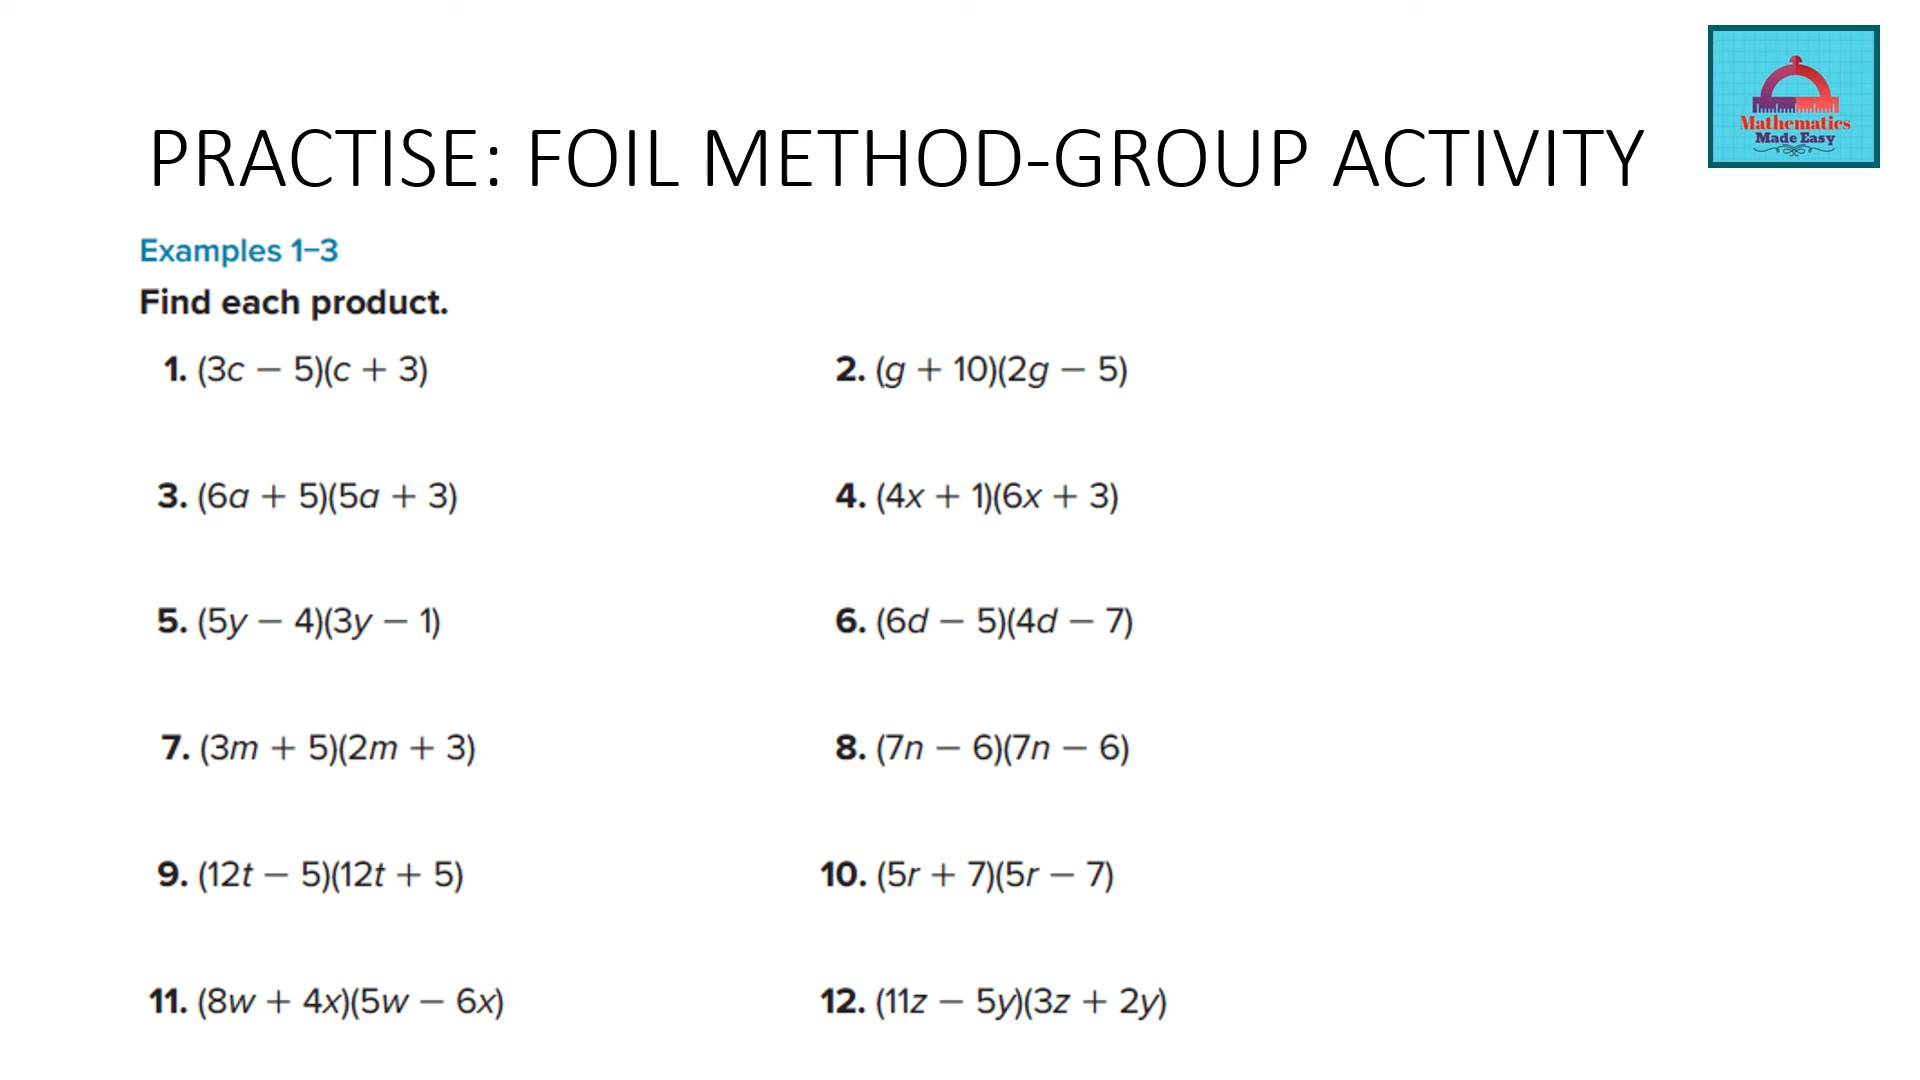 Mathematics
Made Easy
PRACTISE: FOIL METHOD-GROUP ACTIVITY
Examples 1–3
Find each product.
1. (3c − 5)(c + 3)
2. (g + 10)(2g − 5)
3. (6a + 5)(5a + 3)
4. (4x + 1)(6x + 3)
5. (5y − 4)(3y − 1)
6. (6d − 5)(4d − 7)
7. (3m + 5)(2m + 3)
8. (7n − 6)(7n − 6)
9. (12t − 5)(12t + 5)
10. (5r + 7)(5r − 7)
11. (8w + 4x)(5w − 6x)
12. (11z − 5y)(3z + 2y)